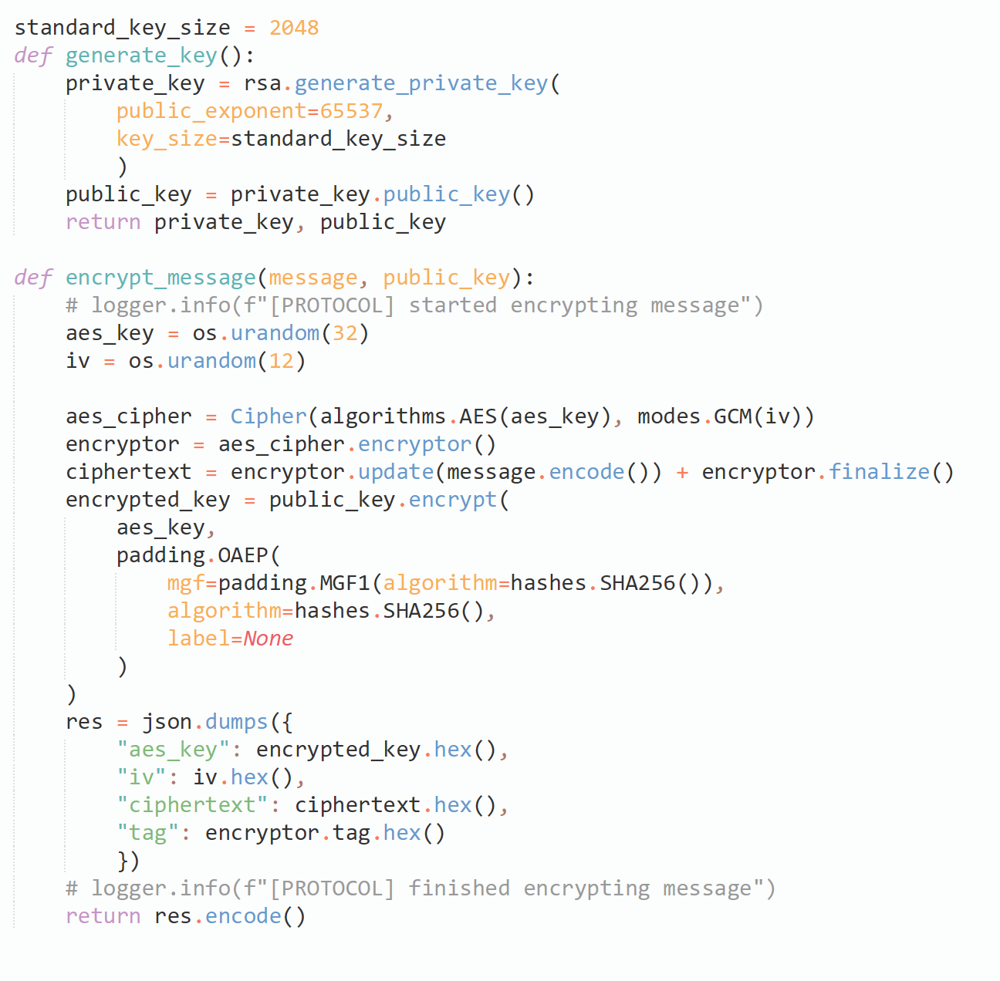 standard_key_size = 2048
def generate_key():
    private_key = rsa.generate_private_key(
        public_exponent=65537,
        key_size=standard_key_size
        )
    public_key = private_key.public_key()
    return private_key, public_key

def encrypt_message(message, public_key):
    # logger.info(f"[PROTOCOL] started encrypting message")
    aes_key = os.urandom(32)
    iv = os.urandom(12)

    aes_cipher = Cipher(algorithms.AES(aes_key), modes.GCM(iv))
    encryptor = aes_cipher.encryptor()
    ciphertext = encryptor.update(message.encode()) + encryptor.finalize()
    encrypted_key = public_key.encrypt(
        aes_key,
        padding.OAEP(
            mgf=padding.MGF1(algorithm=hashes.SHA256()),
            algorithm=hashes.SHA256(),
            label=None
        )
    )
    res = json.dumps({
        "aes_key": encrypted_key.hex(),
        "iv": iv.hex(),
        "ciphertext": ciphertext.hex(),
        "tag": encryptor.tag.hex()
        })
    # logger.info(f"[PROTOCOL] finished encrypting message")
    return res.encode()